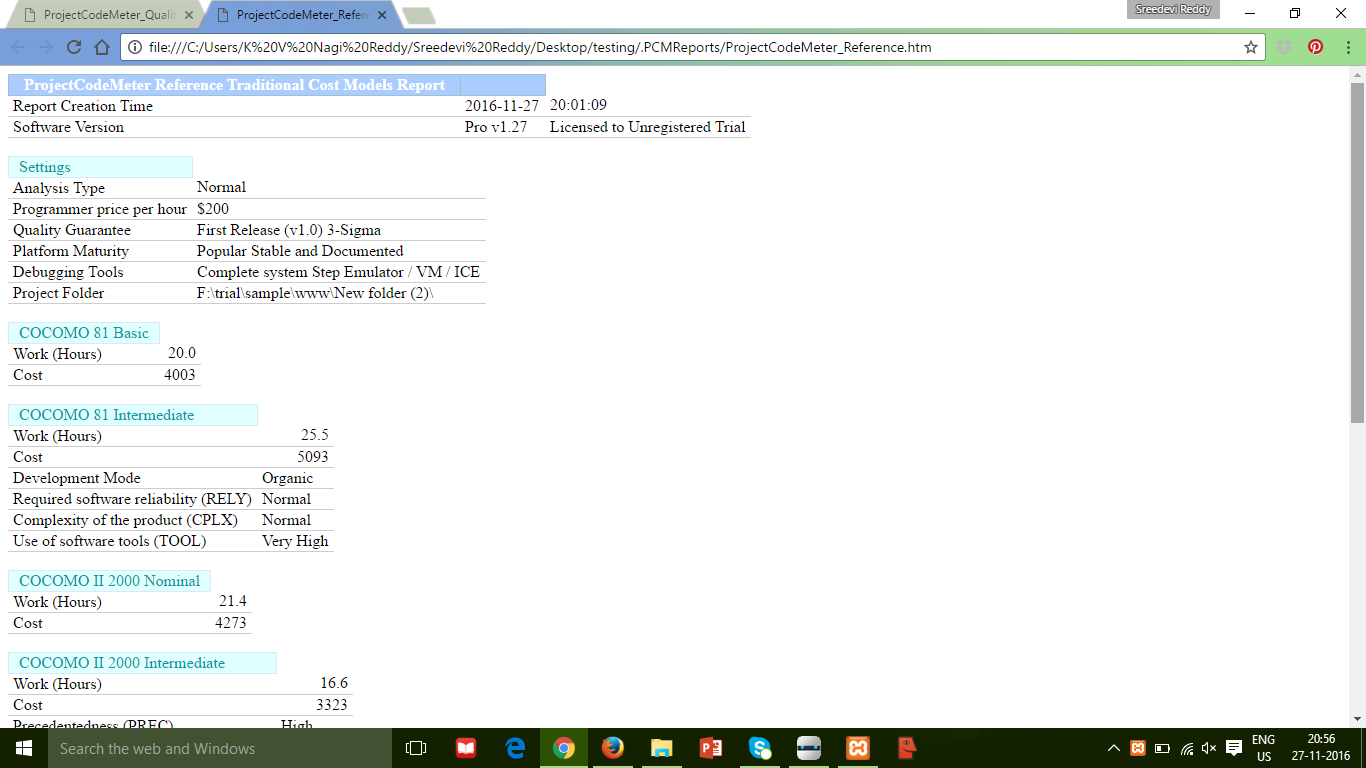 ProjectCodeMeter_Quali
ProjectCodeMeter_Refere
Sreedevi Reddy
file:///C:/Users/K%20V%20Nagi%20Reddy/Sreedevi%20Reddy/Desktop/testing/.PCMReports/ProjectCodeMeter_Reference.htm
ProjectCodeMeter Reference Traditional Cost Models Report
Report Creation Time 2016-11-27 20:01:09
Software Version Pro v1.27 Licensed to Unregistered Trial
Settings
Analysis Type Normal
Programmer price per hour $200
Quality Guarantee First Release (v1.0) 3-Sigma
Platform Maturity Popular Stable and Documented
Debugging Tools Complete system Step Emulator / VM / ICE
Project Folder F:\trial\sample\www\New folder (2)\
COCOMO 81 Basic
Work (Hours) 20.0
Cost 4003
COCOMO 81 Intermediate
Work (Hours) 25.5
Cost 5093
Development Mode Organic
Required software reliability (RELY) Normal
Complexity of the product (CPLX) Normal
Use of software tools (TOOL) Very High
COCOMO II 2000 Nominal
Work (Hours) 21.4
Cost 4273
COCOMO II 2000 Intermediate
Work (Hours) 16.6
Cost 3323
Precedentedness (PREC) High
Search the web and Windows
ENG
US
20:56
27-11-2016